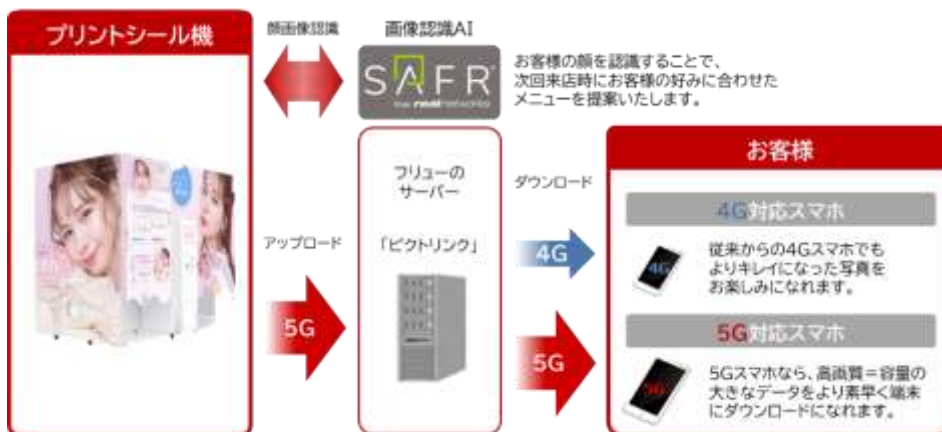 プリントシール機
顔画像認識
画像認識AI
SAFR
from realnetworks
お客様の顔を認識することで、
次回来店時にお客様の好みに合わせた
メニューを提案いたします。
アップロード
5G
フリューの
サーバー
「ピクトリンク」
ダウンロード
4G
5G
お客様
4G対応スマホ
4G
従来からの4Gスマホでも
よりキレイになった写真を
お楽しみになれます。
5G対応スマホ
5G
5Gスマホなら、高画質=容量の
大きなデータをより素早く端末
にダウンロードになれます。